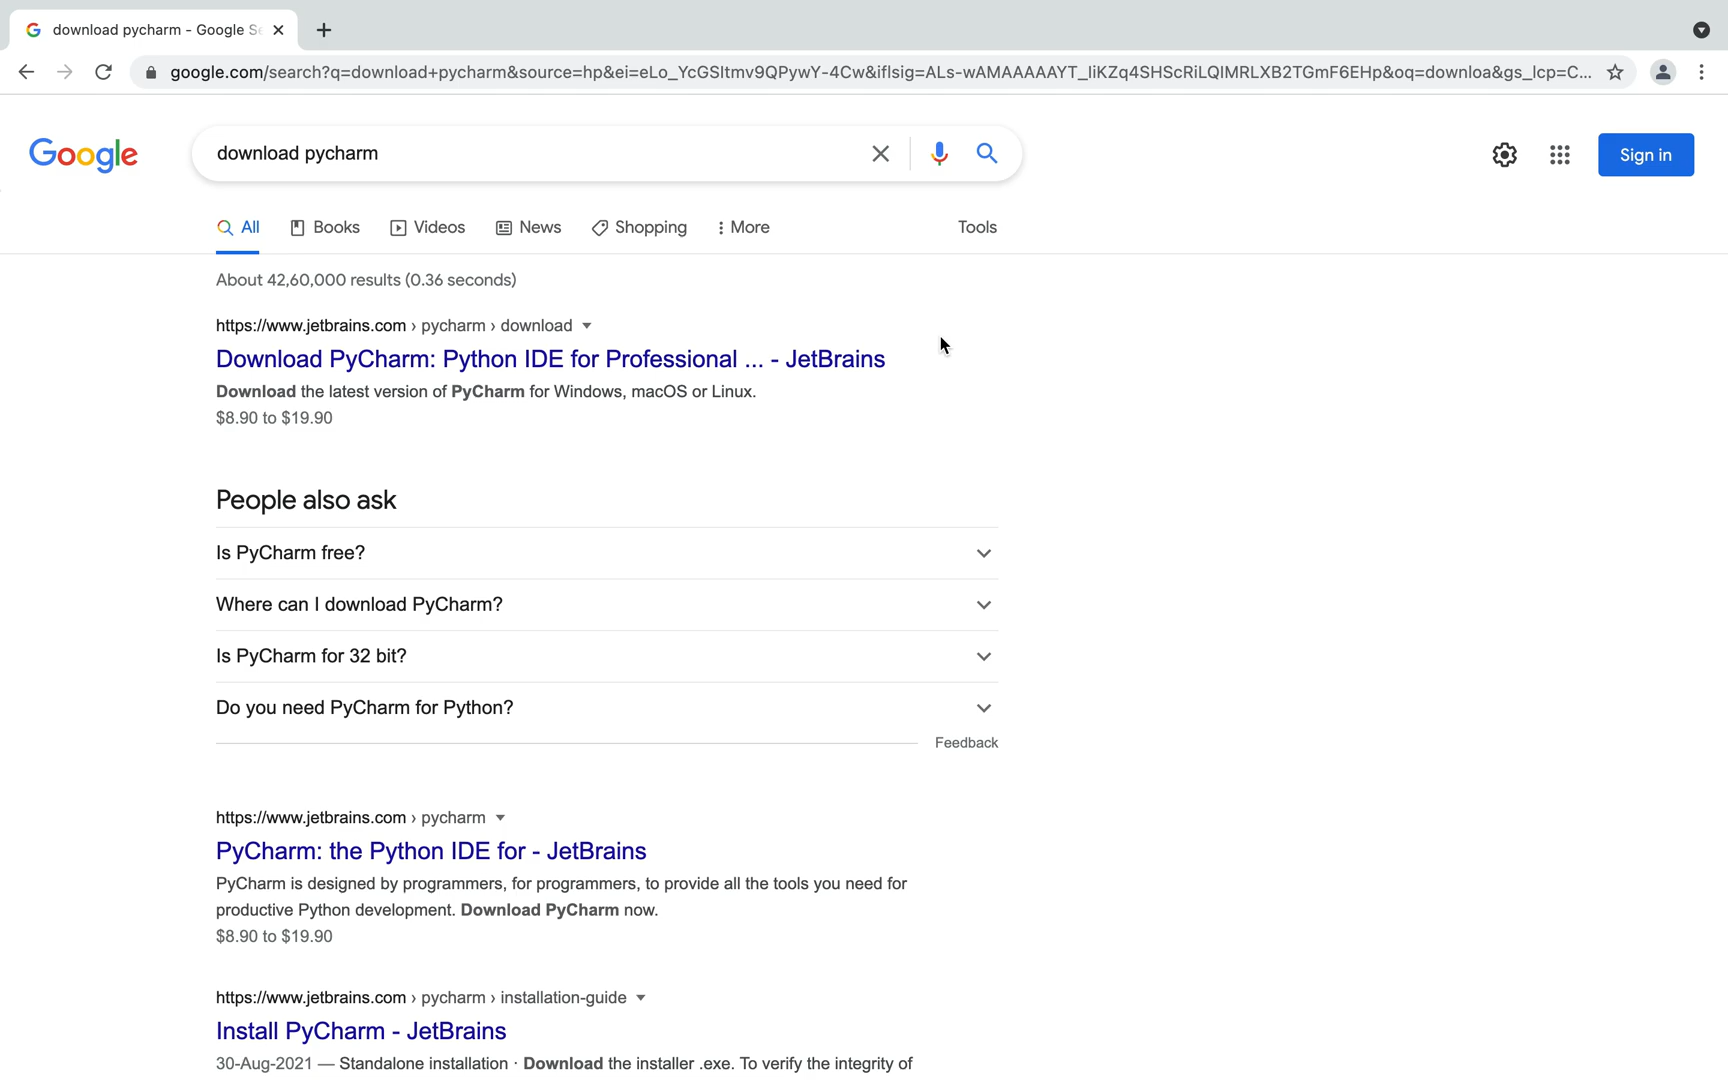 download pycharm - Google Se
google.com/search?q=download+pycharm&source=hp&ei=eLo_YcGSItmv9QPywY-4Cw&iflsig=ALs-wAMAAAAAYT_IiKZq4SHScRiLQIMRLXB2TGmF6EHp&oq=downloa&gs_lcp=C...
Google
download pycharm
Sign in
All Books Videos News Shopping More Tools
About 42,60,000 results (0.36 seconds)
https://www.jetbrains.com › pycharm › download
Download PyCharm: Python IDE for Professional ... - JetBrains
Download the latest version of PyCharm for Windows, macOS or Linux.
$8.90 to $19.90
People also ask
Is PyCharm free?
Where can I download PyCharm?
Is PyCharm for 32 bit?
Do you need PyCharm for Python?
Feedback
https://www.jetbrains.com › pycharm
PyCharm: the Python IDE for - JetBrains
PyCharm is designed by programmers, for programmers, to provide all the tools you need for
productive Python development. Download PyCharm now.
$8.90 to $19.90
https://www.jetbrains.com › pycharm › installation-guide
Install PyCharm - JetBrains
30-Aug-2021 — Standalone installation · Download the installer .exe. To verify the integrity of